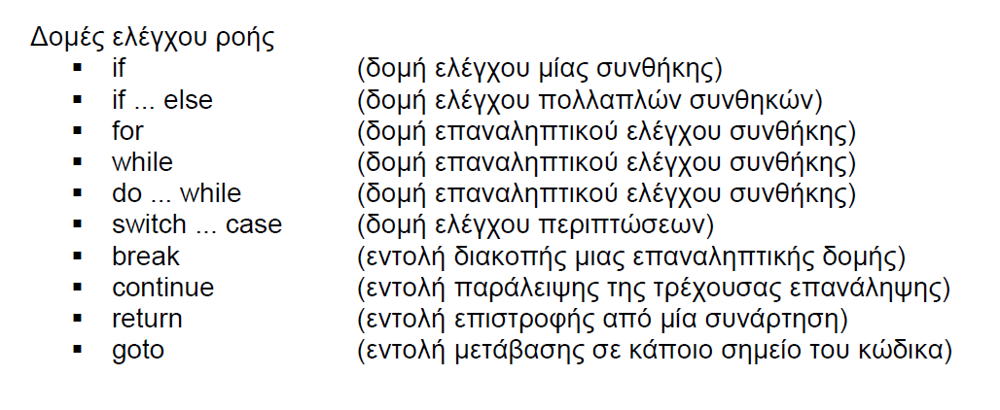 Δομές ελέγχου ροής
▪ if (δομή ελέγχου μίας συνθήκης)
▪ if ... else (δομή ελέγχου πολλαπλών συνθηκών)
▪ for (δομή επαναληπτικού ελέγχου συνθήκης)
▪ while (δομή επαναληπτικού ελέγχου συνθήκης)
▪ do ... while (δομή επαναληπτικού ελέγχου συνθήκης)
▪ switch ... case (δομή ελέγχου περιπτώσεων)
▪ break (εντολή διακοπής μιας επαναληπτικής δομής)
▪ continue (εντολή παράλειψης της τρέχουσας επανάληψης)
▪ return (εντολή επιστροφής από μία συνάρτηση)
▪ goto (εντολή μετάβασης σε κάποιο σημείο του κώδικα)